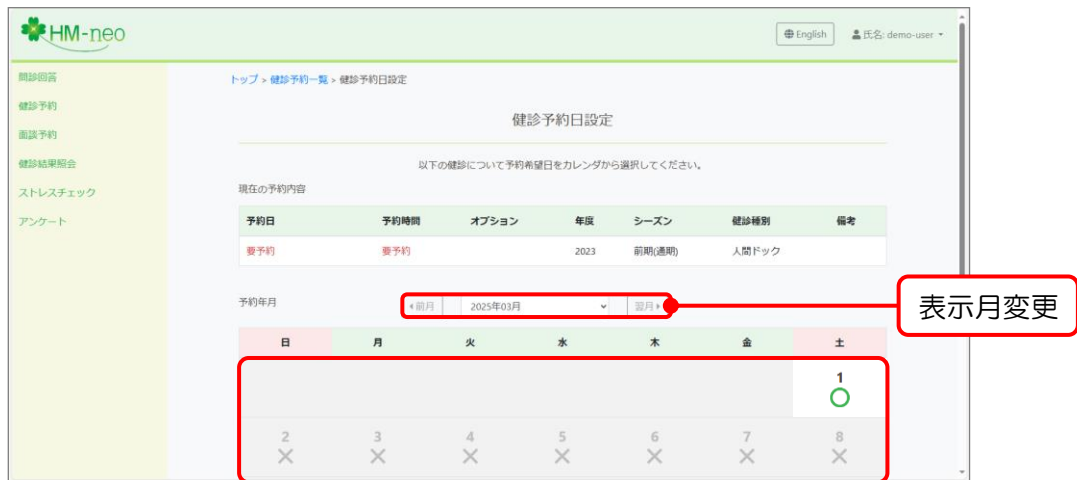 HM-neo
English 氏名: demo-user
問診回答
健診予約
面談予約
健診結果照会
ストレスチェック
アンケート
トップ > 健診予約一覧 > 健診予約日設定
健診予約日設定
以下の健診について予約希望日をカレンダから選択してください。
現在の予約内容
予約日 予約時間 オプション 年度 シーズン 健診種別 備考
要予約 要予約 2023 前期(通期) 人間ドック
予約年月 前月 2025年03月 翌月
表示月変更
日 月 火 水 木 金 土
1
2 3 4 5 6 7 8